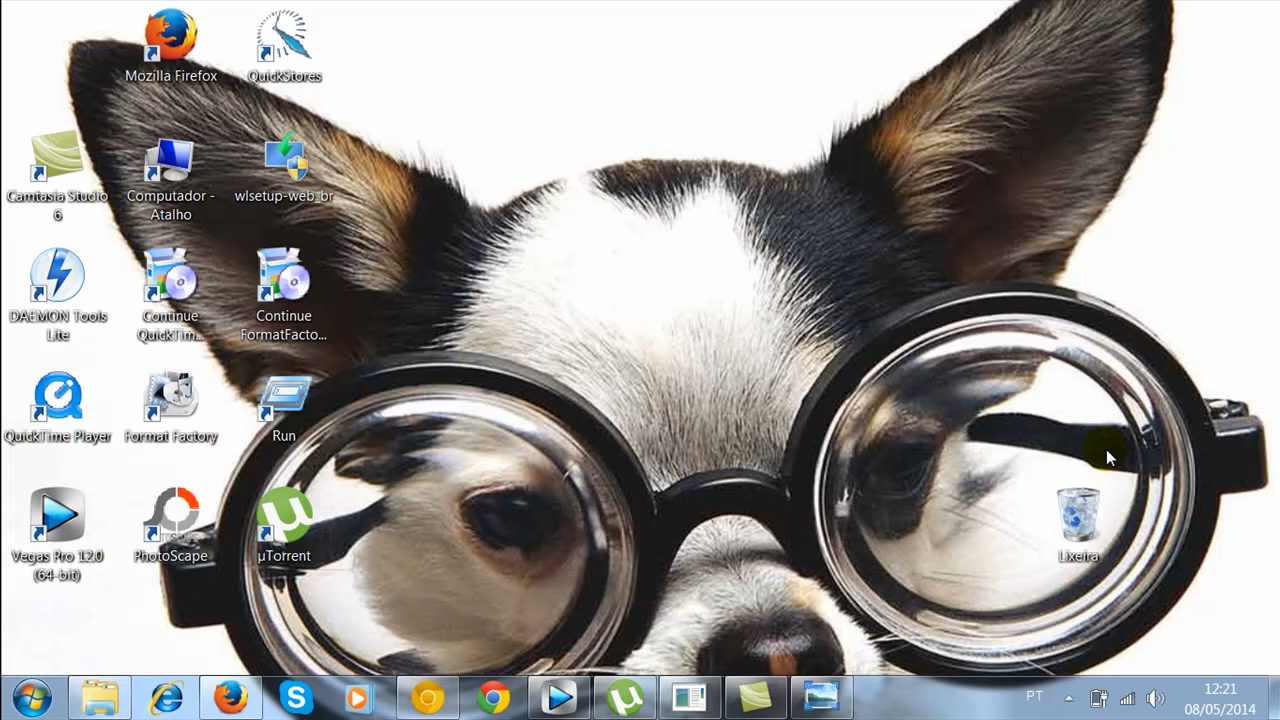 Mozilla Firefox
QuickStores
Camtasia Studio
6
Computador -
Atalho
wlsetup-web_br
DAEMON Tools
Lite
Continue
QuickTim...
Continue
FormatFacto...
QuickTime Player
Format Factory
Run
Vegas Pro 12.0
(64-bit)
PhotoScape
µTorrent
Lixeira
PT
12:21
08/05/2014